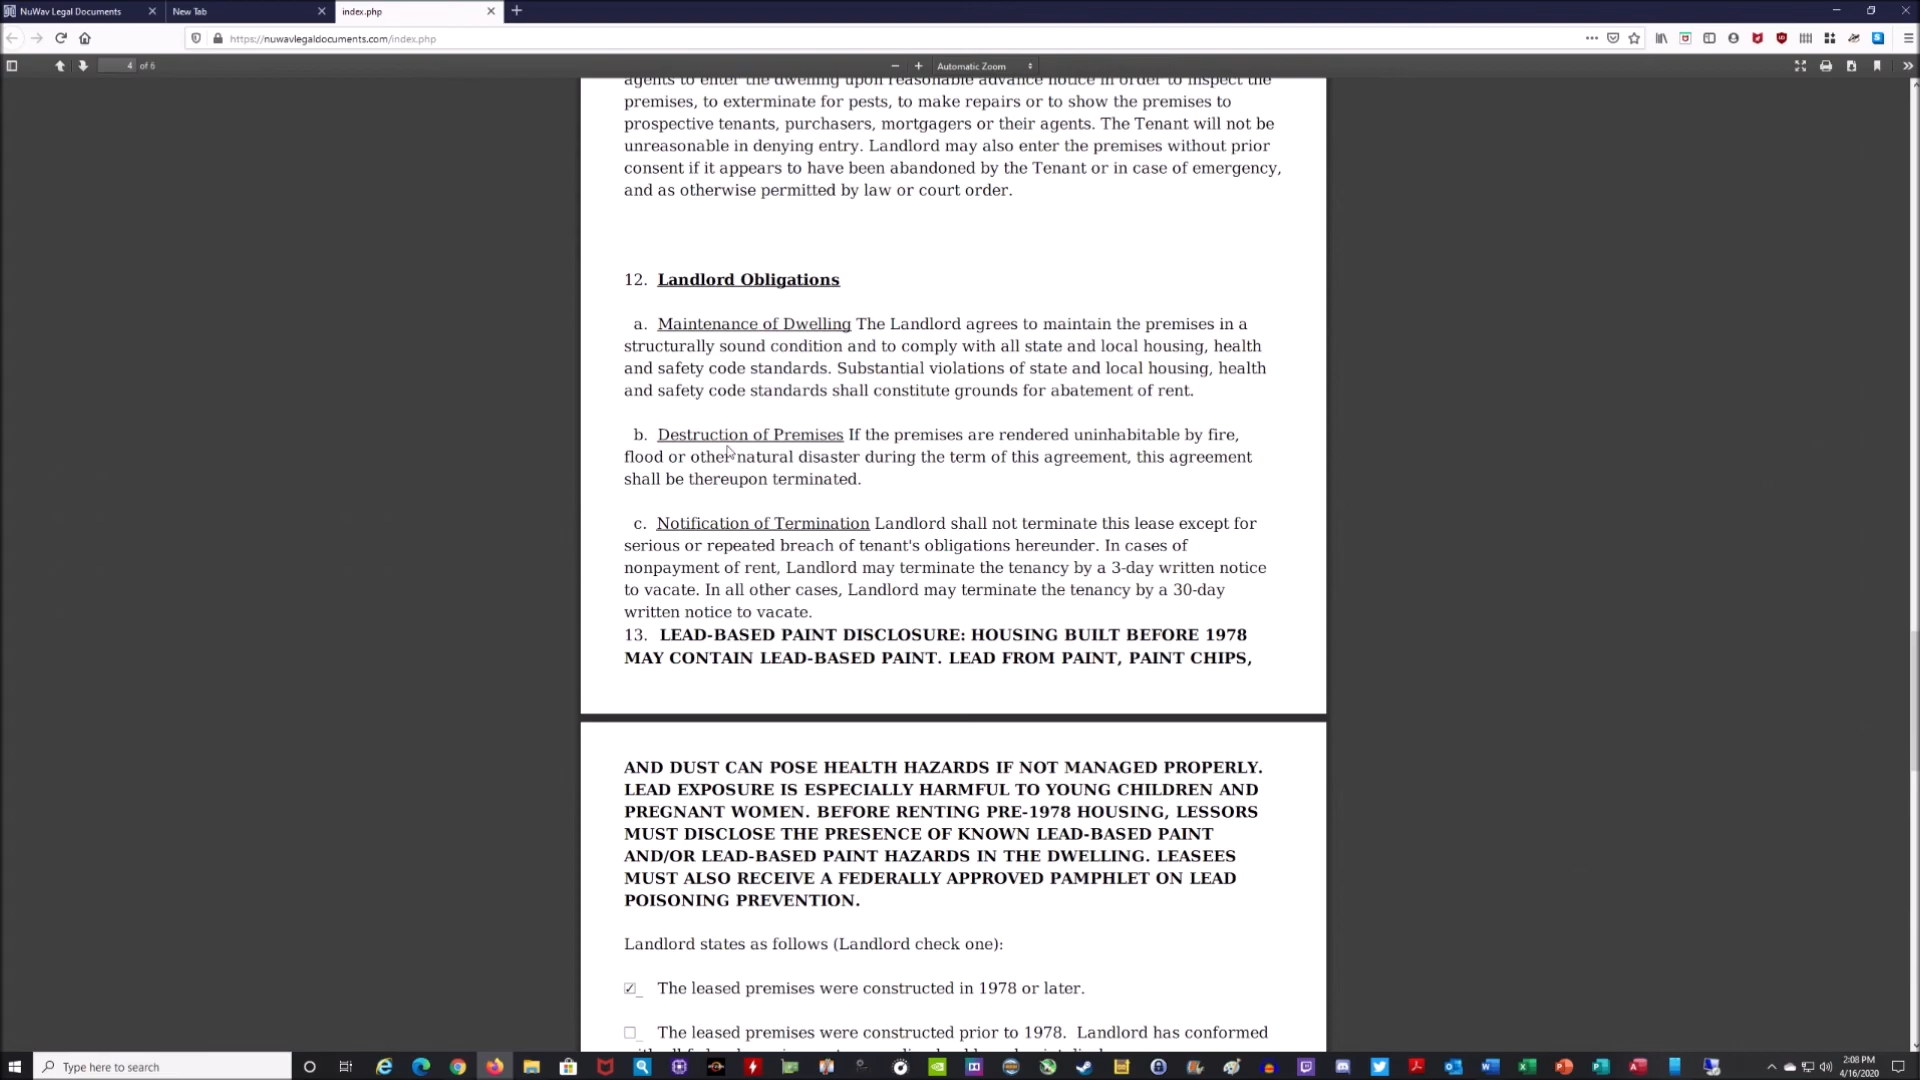 NuWav Legal Documents
New Tab
index.php
https://nuwavlegaldocuments.com/index.php
4 of 6
Automatic Zoom
agents to enter the dwelling upon reasonable advance notice in order to inspect the
premises, to exterminate for pests, to make repairs or to show the premises to
prospective tenants, purchasers, mortgagers or their agents. The Tenant will not be
unreasonable in denying entry. Landlord may also enter the premises without prior
consent if it appears to have been abandoned by the Tenant or in case of emergency,
and as otherwise permitted by law or court order.
12. Landlord Obligations
a. Maintenance of Dwelling The Landlord agrees to maintain the premises in a
structurally sound condition and to comply with all state and local housing, health
and safety code standards. Substantial violations of state and local housing, health
and safety code standards shall constitute grounds for abatement of rent.
b. Destruction of Premises If the premises are rendered uninhabitable by fire,
flood or other natural disaster during the term of this agreement, this agreement
shall be thereupon terminated.
c. Notification of Termination Landlord shall not terminate this lease except for
serious or repeated breach of tenant's obligations hereunder. In cases of
nonpayment of rent, Landlord may terminate the tenancy by a 3-day written notice
to vacate. In all other cases, Landlord may terminate the tenancy by a 30-day
written notice to vacate.
13. LEAD-BASED PAINT DISCLOSURE: HOUSING BUILT BEFORE 1978
MAY CONTAIN LEAD-BASED PAINT. LEAD FROM PAINT, PAINT CHIPS,
AND DUST CAN POSE HEALTH HAZARDS IF NOT MANAGED PROPERLY.
LEAD EXPOSURE IS ESPECIALLY HARMFUL TO YOUNG CHILDREN AND
PREGNANT WOMEN. BEFORE RENTING PRE-1978 HOUSING, LESSORS
MUST DISCLOSE THE PRESENCE OF KNOWN LEAD-BASED PAINT
AND/OR LEAD-BASED PAINT HAZARDS IN THE DWELLING. LEASEES
MUST ALSO RECEIVE A FEDERALLY APPROVED PAMPHLET ON LEAD
POISONING PREVENTION.
Landlord states as follows (Landlord check one):
The leased premises were constructed in 1978 or later.
The leased premises were constructed prior to 1978. Landlord has conformed
Type here to search
2:08 PM
4/16/2020